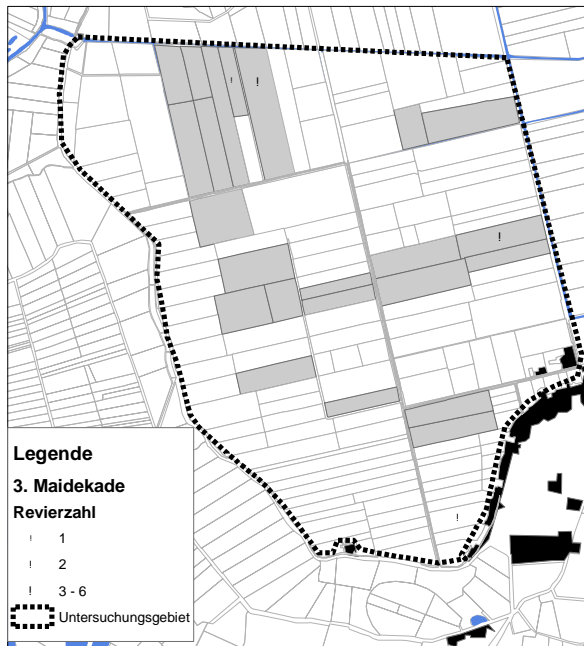 !
!
!
!
Legende
3. Maidekade
Revierzahl
! 1
! 2
! 3 - 6
Untersuchungsgebiet